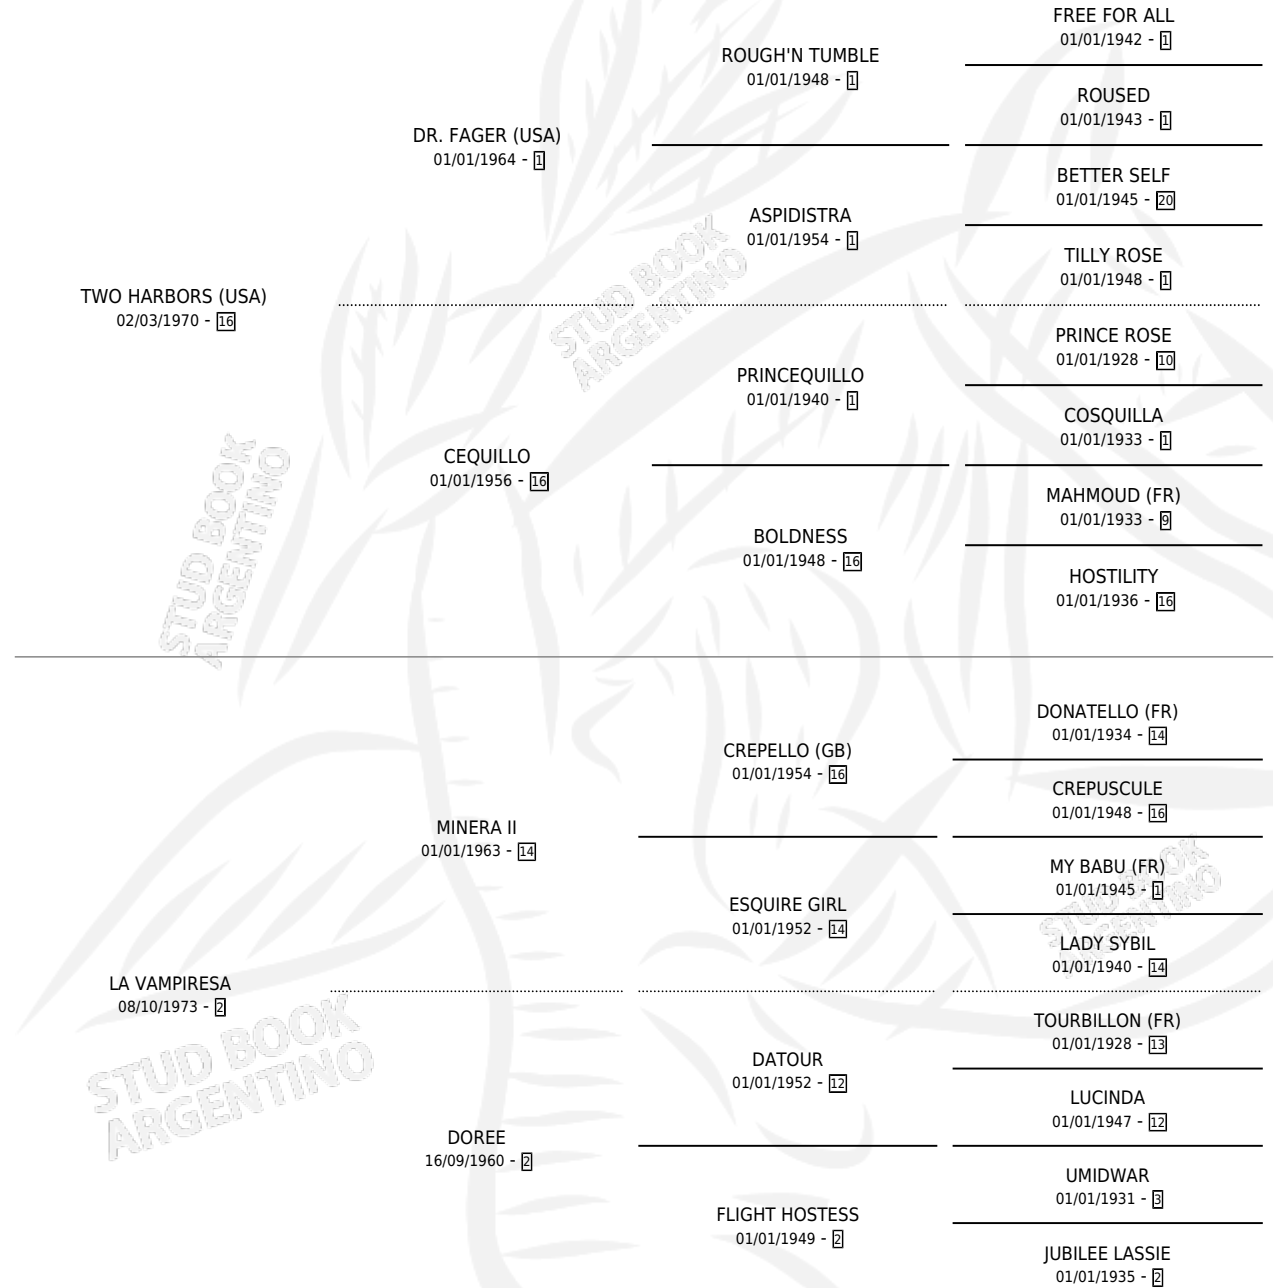 FREE FOR ALL
01/01/1942 - 1
ROUGH'N TUMBLE
01/01/1948 - 1
ROUSED
01/01/1943 - 1
DR. FAGER (USA)
01/01/1964 - 1
BETTER SELF
01/01/1945 - 20
ASPIDISTRA
01/01/1954 - 1
TILLY ROSE
01/01/1948 - 1
TWO HARBORS (USA)
02/03/1970 - 16
PRINCE ROSE
01/01/1928 - 10
PRINCEQUILLO
01/01/1940 - 1
COSQUILLA
01/01/1933 - 1
CEQUILLO
01/01/1956 - 16
MAHMOUD (FR)
01/01/1933 - 9
BOLDNESS
01/01/1948 - 16
HOSTILITY
01/01/1936 - 16
DONATELLO (FR)
01/01/1934 - 14
CREPELLO (GB)
01/01/1954 - 16
CREPUSCULE
01/01/1948 - 16
MINERA II
01/01/1963 - 14
MY BABU (FR)
01/01/1945 - 1
ESQUIRE GIRL
01/01/1952 - 14
LADY SYBIL
01/01/1940 - 14
LA VAMPIRESA
08/10/1973 - 2
TOURBILLON (FR)
01/01/1928 - 13
DATOUR
01/01/1952 - 12
LUCINDA
01/01/1947 - 12
DOREE
16/09/1960 - 2
UMIDWAR
01/01/1931 - 3
FLIGHT HOSTESS
01/01/1949 - 2
JUBILEE LASSIE
01/01/1935 - 2
STUD BOOK
ARGENTINO
STUD BOOK
ARGENTINO
STUD BOOK
ARGENTINO
STUD BOOK
ARGENTINO